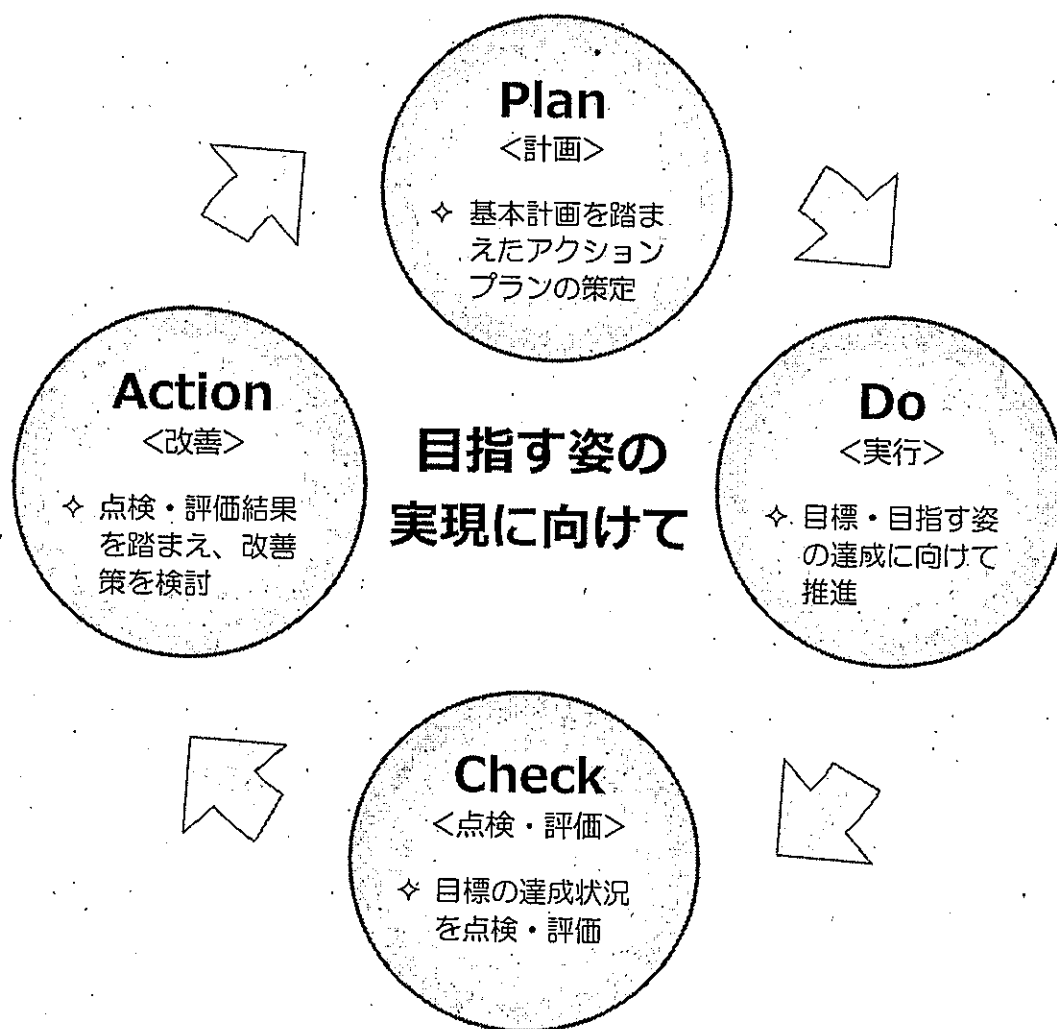 Plan
<計画>
✧ 基本計画を踏ま
えたアクション
プランの策定
Do
<実行>
✧ 目標・目指す姿
の達成に向けて
推進
Check
<点検・評価>
✧ 目標の達成状況
を点検・評価
Action
<改善>
✧ 点検・評価結果
を踏まえ、改善
策を検討
目指す姿の
実現に向けて